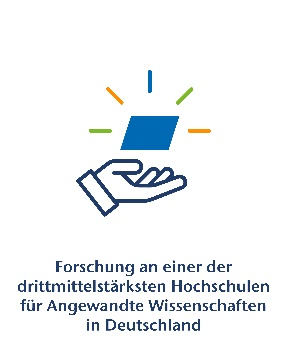 Forschung an einer der
drittmittelstärksten Hochschulen
für Angewandte Wissenschaften
in Deutschland